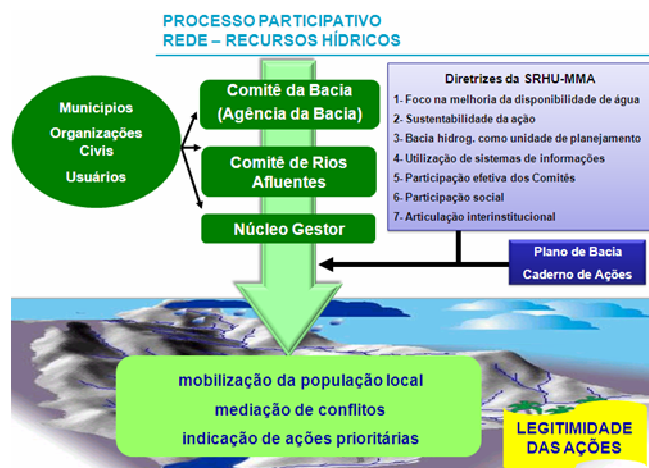 PROCESSO PARTICIPATIVO
REDE – RECURSOS HÍDRICOS
Municipios
Organizações
Civis
Usuários
Comitê da Bacia
(Agência da Bacia)
Comitê de Rios
Afluentes
Núcleo Gestor
Diretrizes da SRHU-MMA
1- Foco na melhoria da disponibilidade de água
2- Sustentabilidade da ação
3- Bacia hidrog. como unidade de planejamento
4- Utilização de sistemas de informações
5- Participação efetiva dos Comitês
6- Participação social
7- Articulação interinstitucional
Plano de Bacia
Caderno de Ações
mobilização da população local
mediação de conflitos
indicação de ações prioritárias
LEGITIMIDADE
DAS AÇÕES